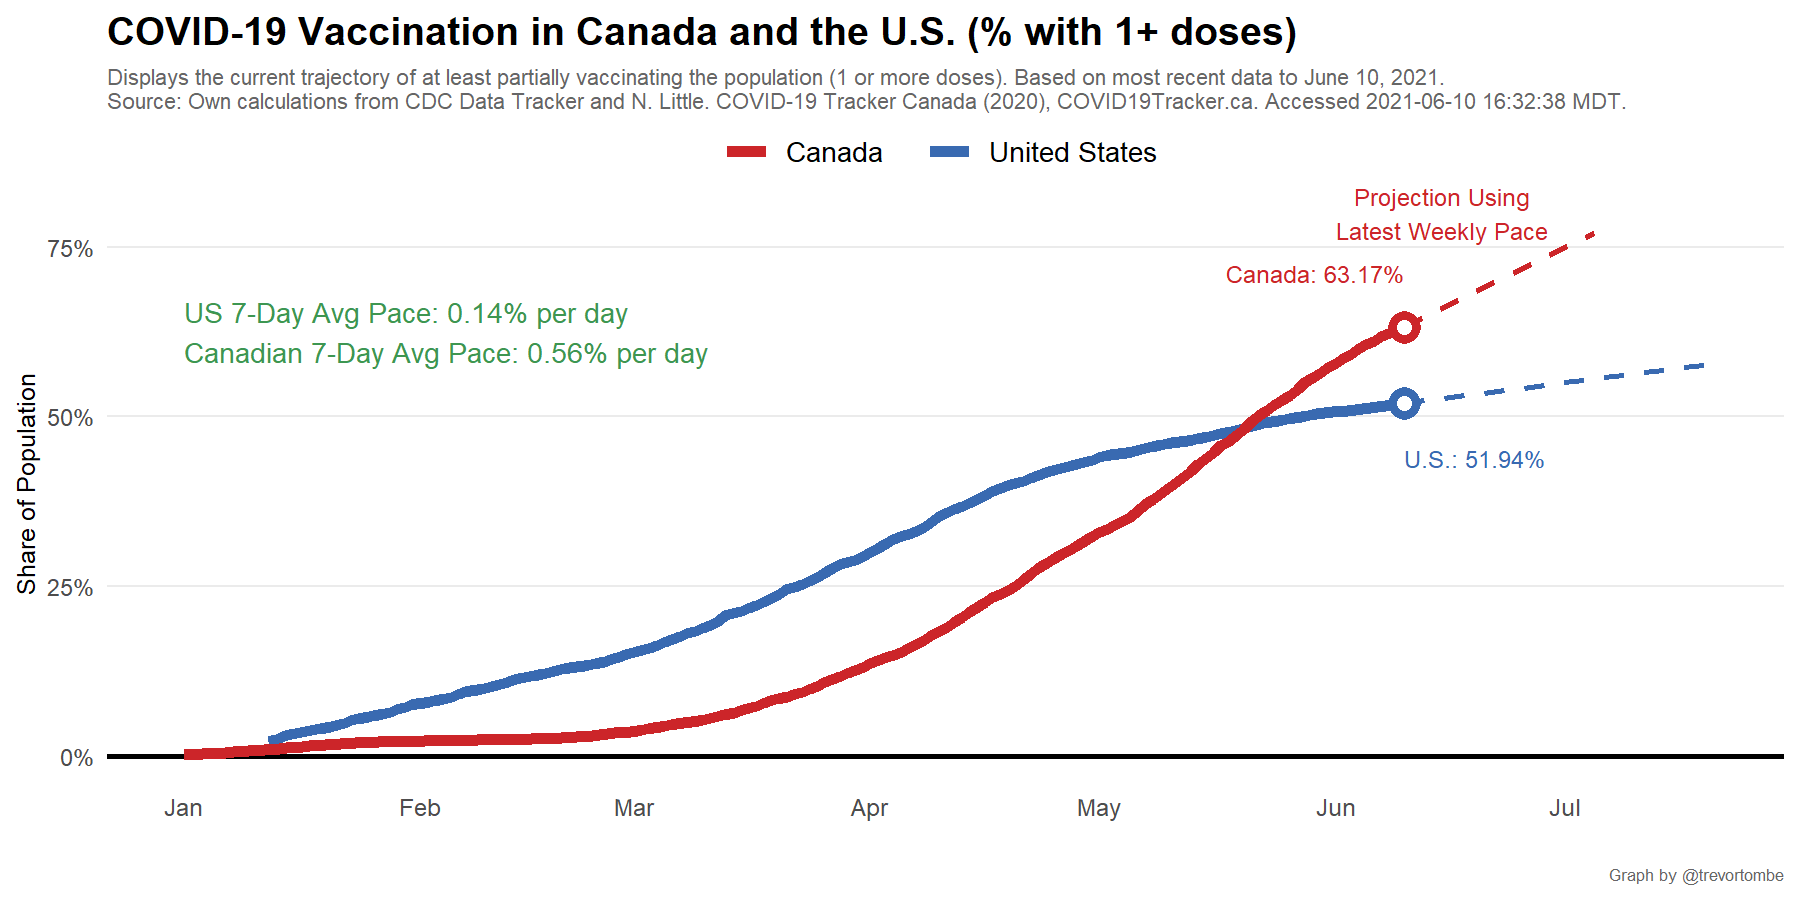 COVID-19 Vaccination in Canada and the U.S. (% with 1+ doses)
Displays the current trajectory of at least partially vaccinating the population (1 or more doses). Based on most recent data to June 10, 2021.
Source: Own calculations from CDC Data Tracker and N. Little. COVID-19 Tracker Canada (2020), COVID19Tracker.ca. Accessed 2021-06-10 16:32:38 MDT.
Canada
United States
Projection Using
Latest Weekly Pace
Canada: 63.17%
US 7-Day Avg Pace: 0.14% per day
Canadian 7-Day Avg Pace: 0.56% per day
U.S.: 51.94%
Share of Population
75%
50%
25%
0%
Jan
Feb
Mar
Apr
May
Jun
Jul
Graph by @trevortombe